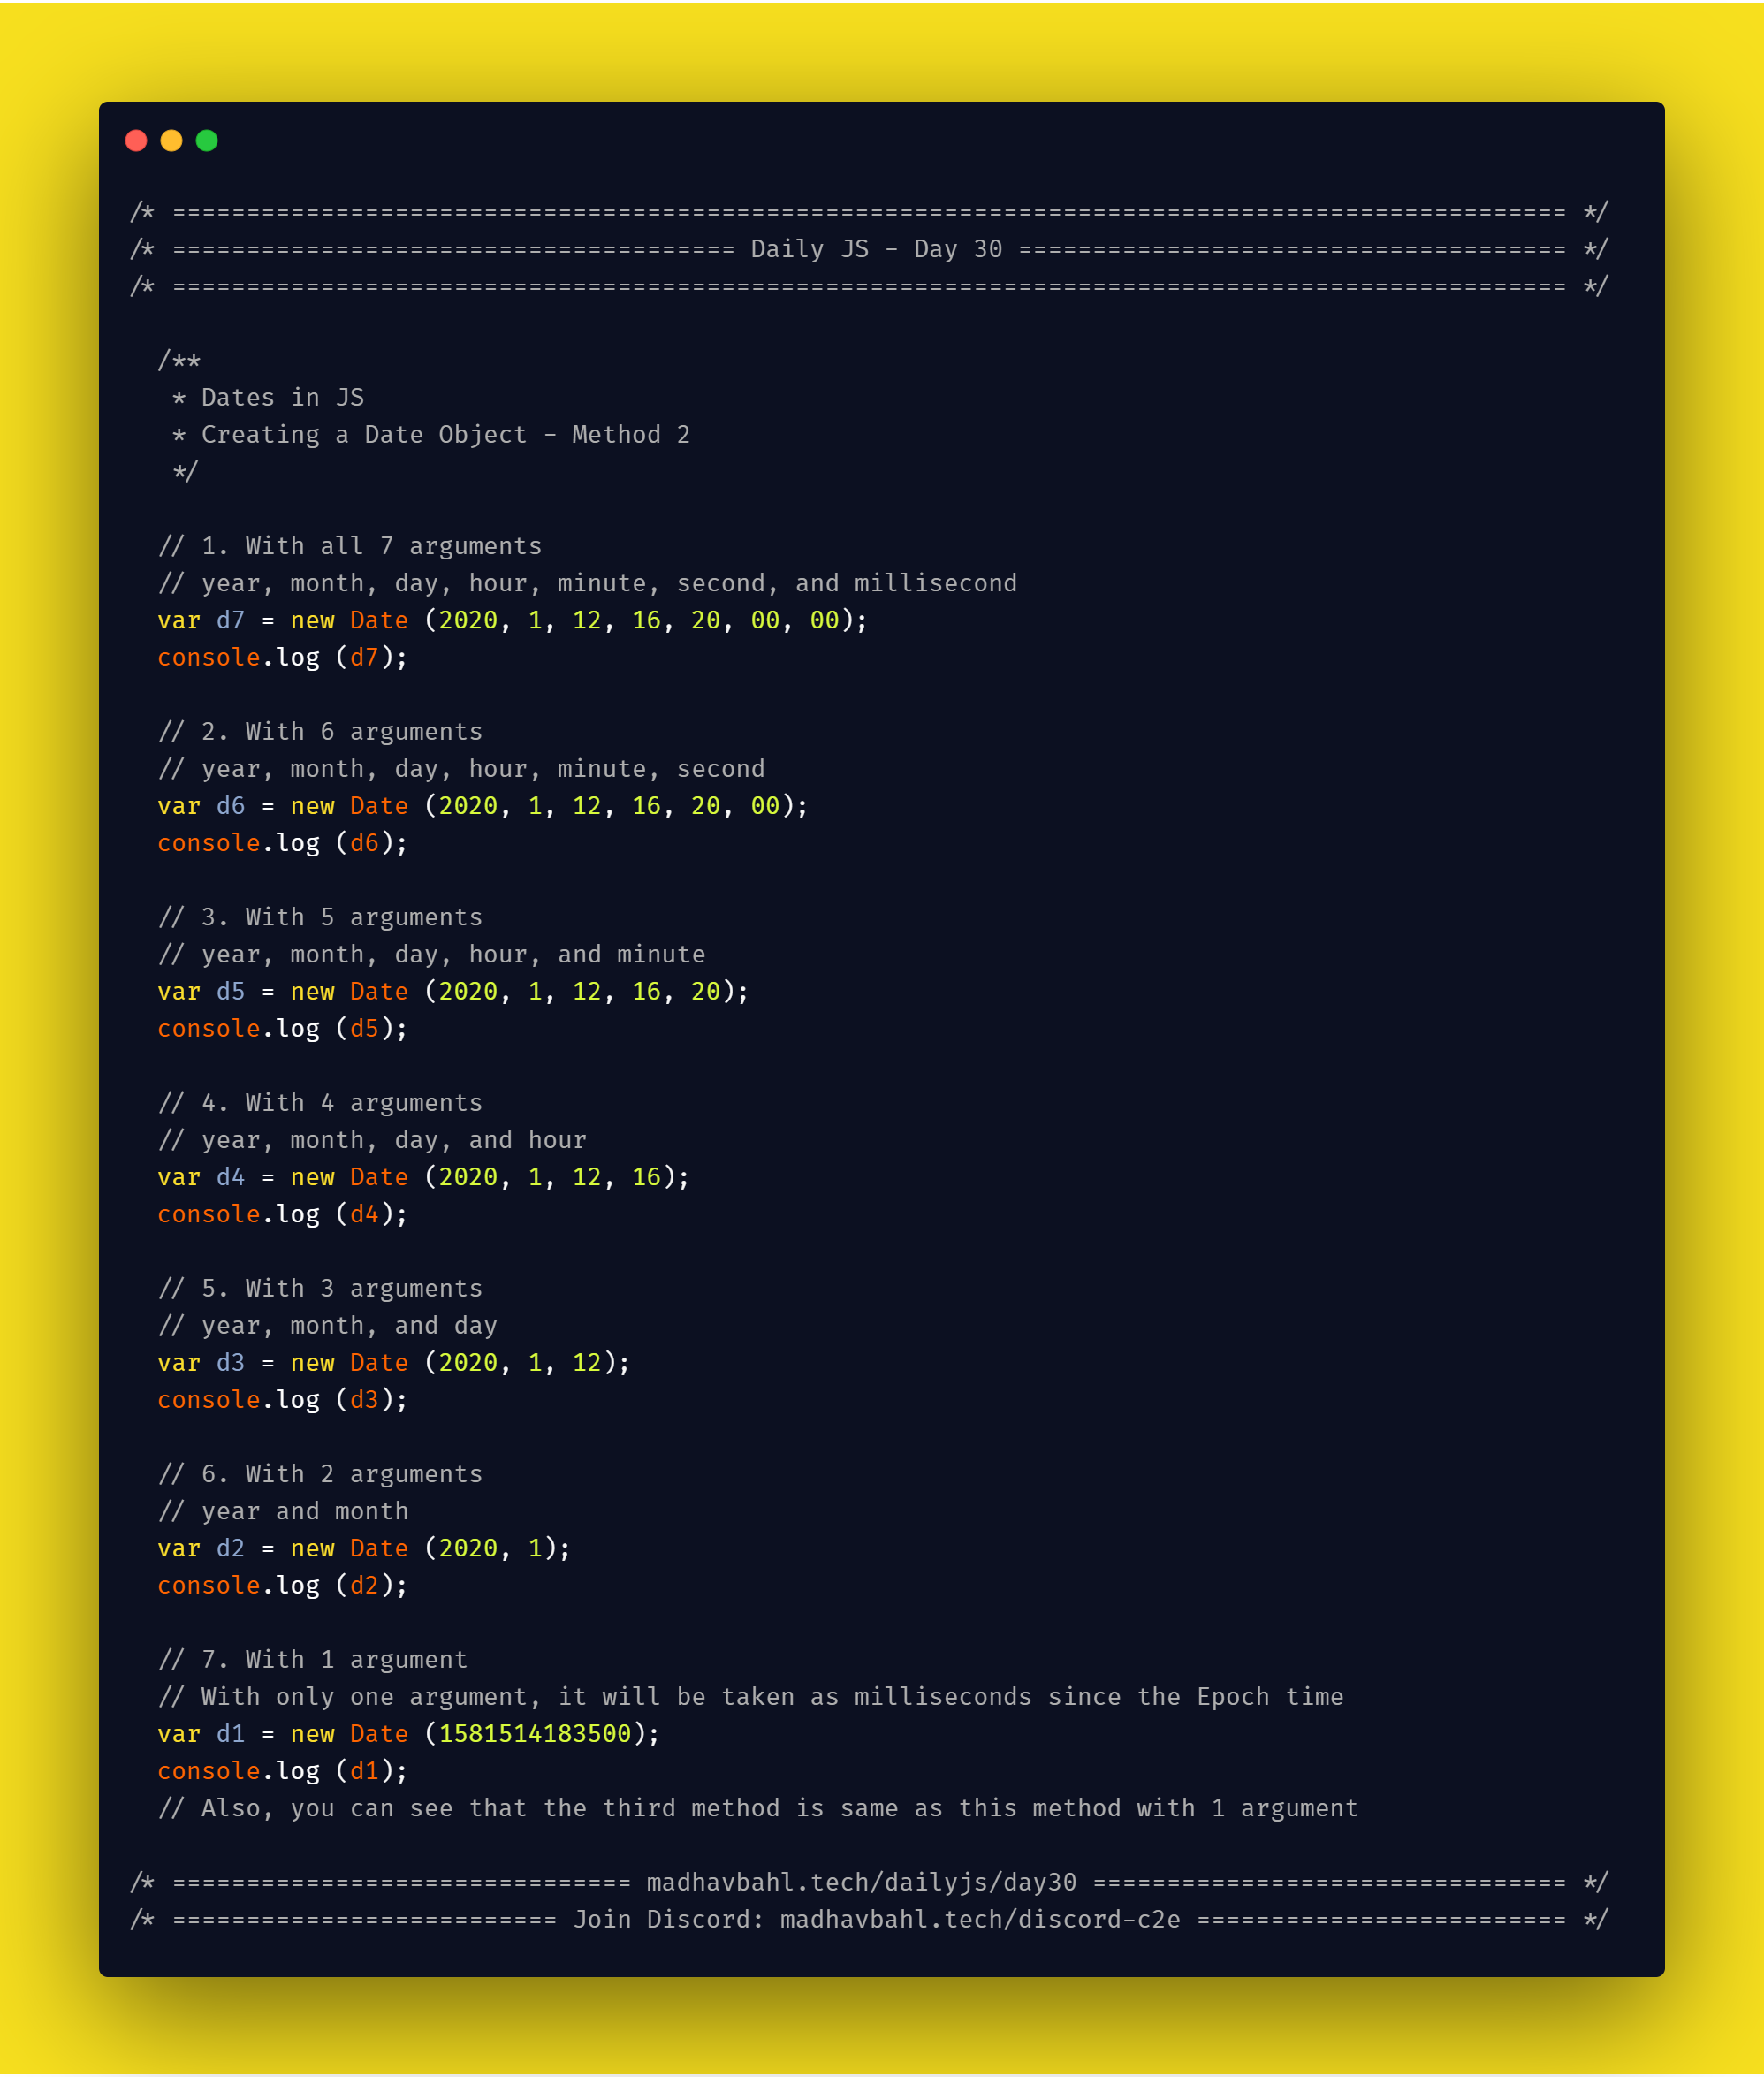 /* ============================================================================================== */
/* ====================================== Daily JS - Day 30 ===================================== */
/* ============================================================================================== */
/**
* Dates in JS
* Creating a Date Object - Method 2
*/
// 1. With all 7 arguments
// year, month, day, hour, minute, second, and millisecond
var d7 = new Date (2020, 1, 12, 16, 20, 00, 00);
console.log (d7);
// 2. With 6 arguments
// year, month, day, hour, minute, second
var d6 = new Date (2020, 1, 12, 16, 20, 00);
console.log (d6);
// 3. With 5 arguments
// year, month, day, hour, and minute
var d5 = new Date (2020, 1, 12, 16, 20);
console.log (d5);
// 4. With 4 arguments
// year, month, day, and hour
var d4 = new Date (2020, 1, 12, 16);
console.log (d4);
// 5. With 3 arguments
// year, month, and day
var d3 = new Date (2020, 1, 12);
console.log (d3);
// 6. With 2 arguments
// year and month
var d2 = new Date (2020, 1);
console.log (d2);
// 7. With 1 argument
// With only one argument, it will be taken as milliseconds since the Epoch time
var d1 = new Date (1581514183500);
console.log (d1);
// Also, you can see that the third method is same as this method with 1 argument
/* =============================== madhavbahl.tech/dailyjs/day30 ================================ */
/* ========================== Join Discord: madhavbahl.tech/discord-c2e ========================= */